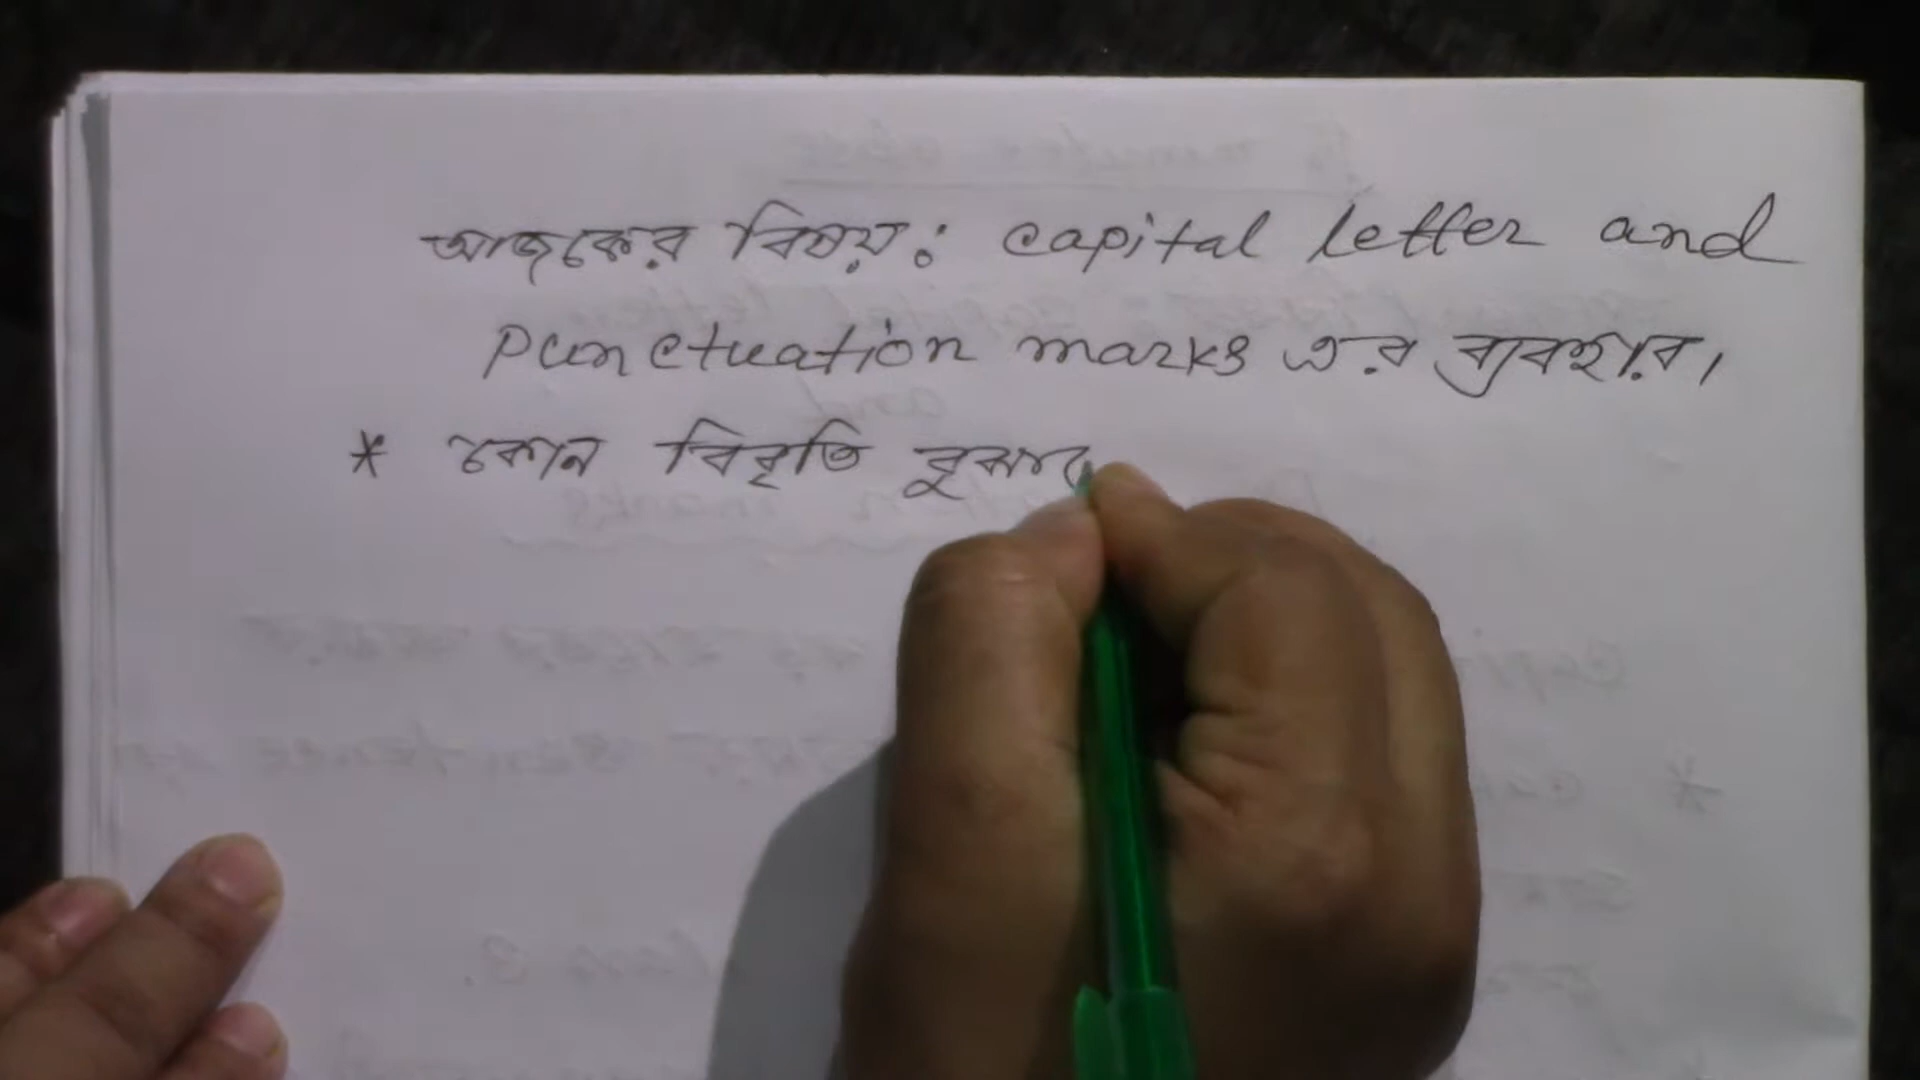 আজকের বিষয়: capital letter and
punctuation marks এর ব্যবহার।
* কোন বিবৃতি বুঝা